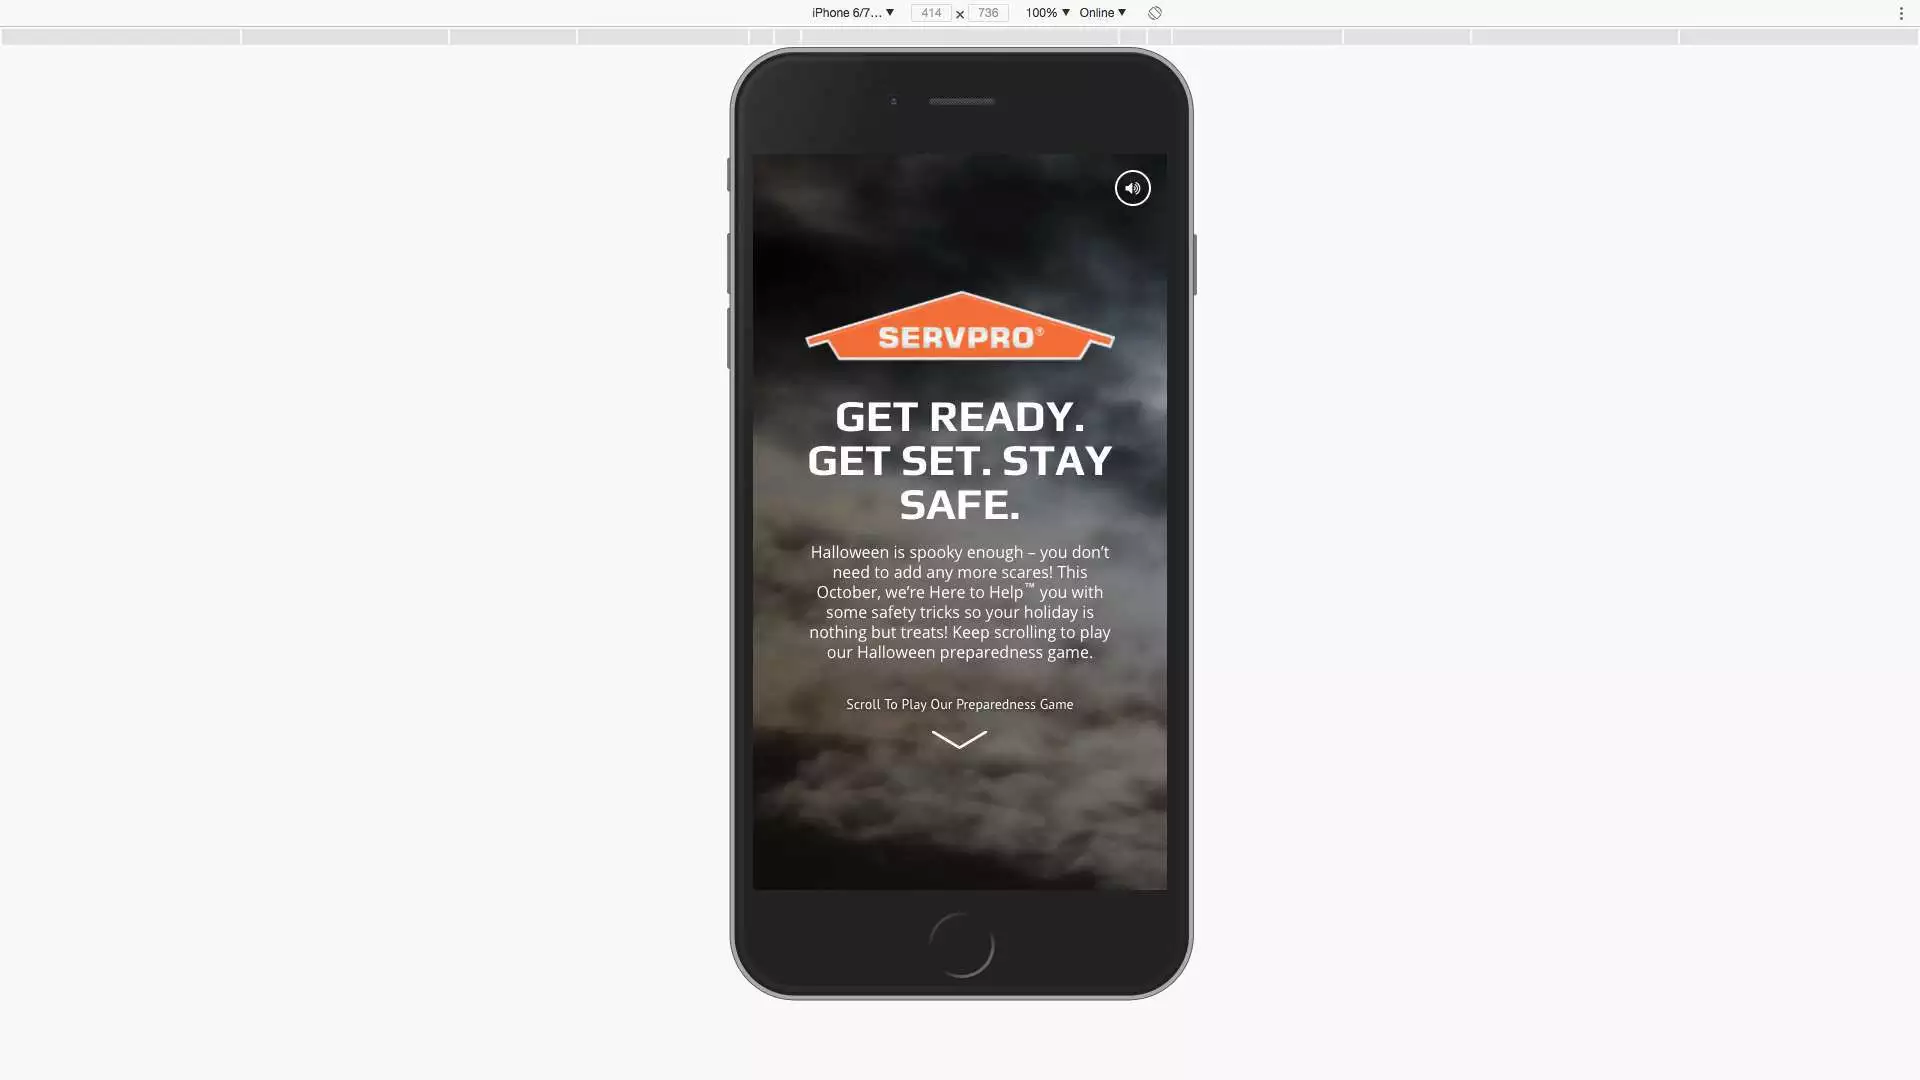 iPhone 6/7... ▼ 414 × 736 100% ▼ Online ▼
SERVPRO®
GET READY.
GET SET. STAY
SAFE.
Halloween is spooky enough – you don't
need to add any more scares! This
October, we're Here to Help™ you with
some safety tricks so your holiday is
nothing but treats! Keep scrolling to play
our Halloween preparedness game.
Scroll To Play Our Preparedness Game